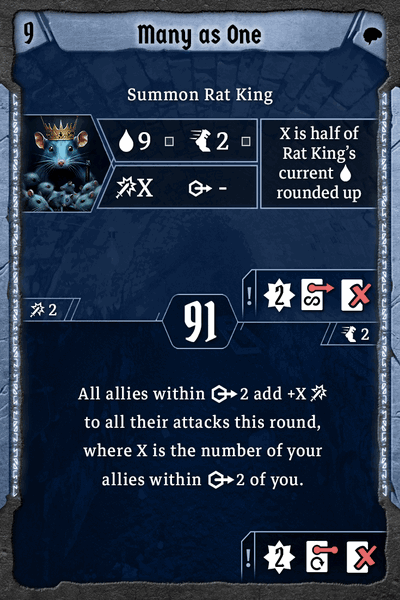 9 Many as One
Summon Rat King
9 2
X -
X is half of
Rat King's
current
rounded up
! 2
2
91
2
All allies within 2 add +X
to all their attacks this round,
where X is the number of your
allies within 2 of you.
! 2